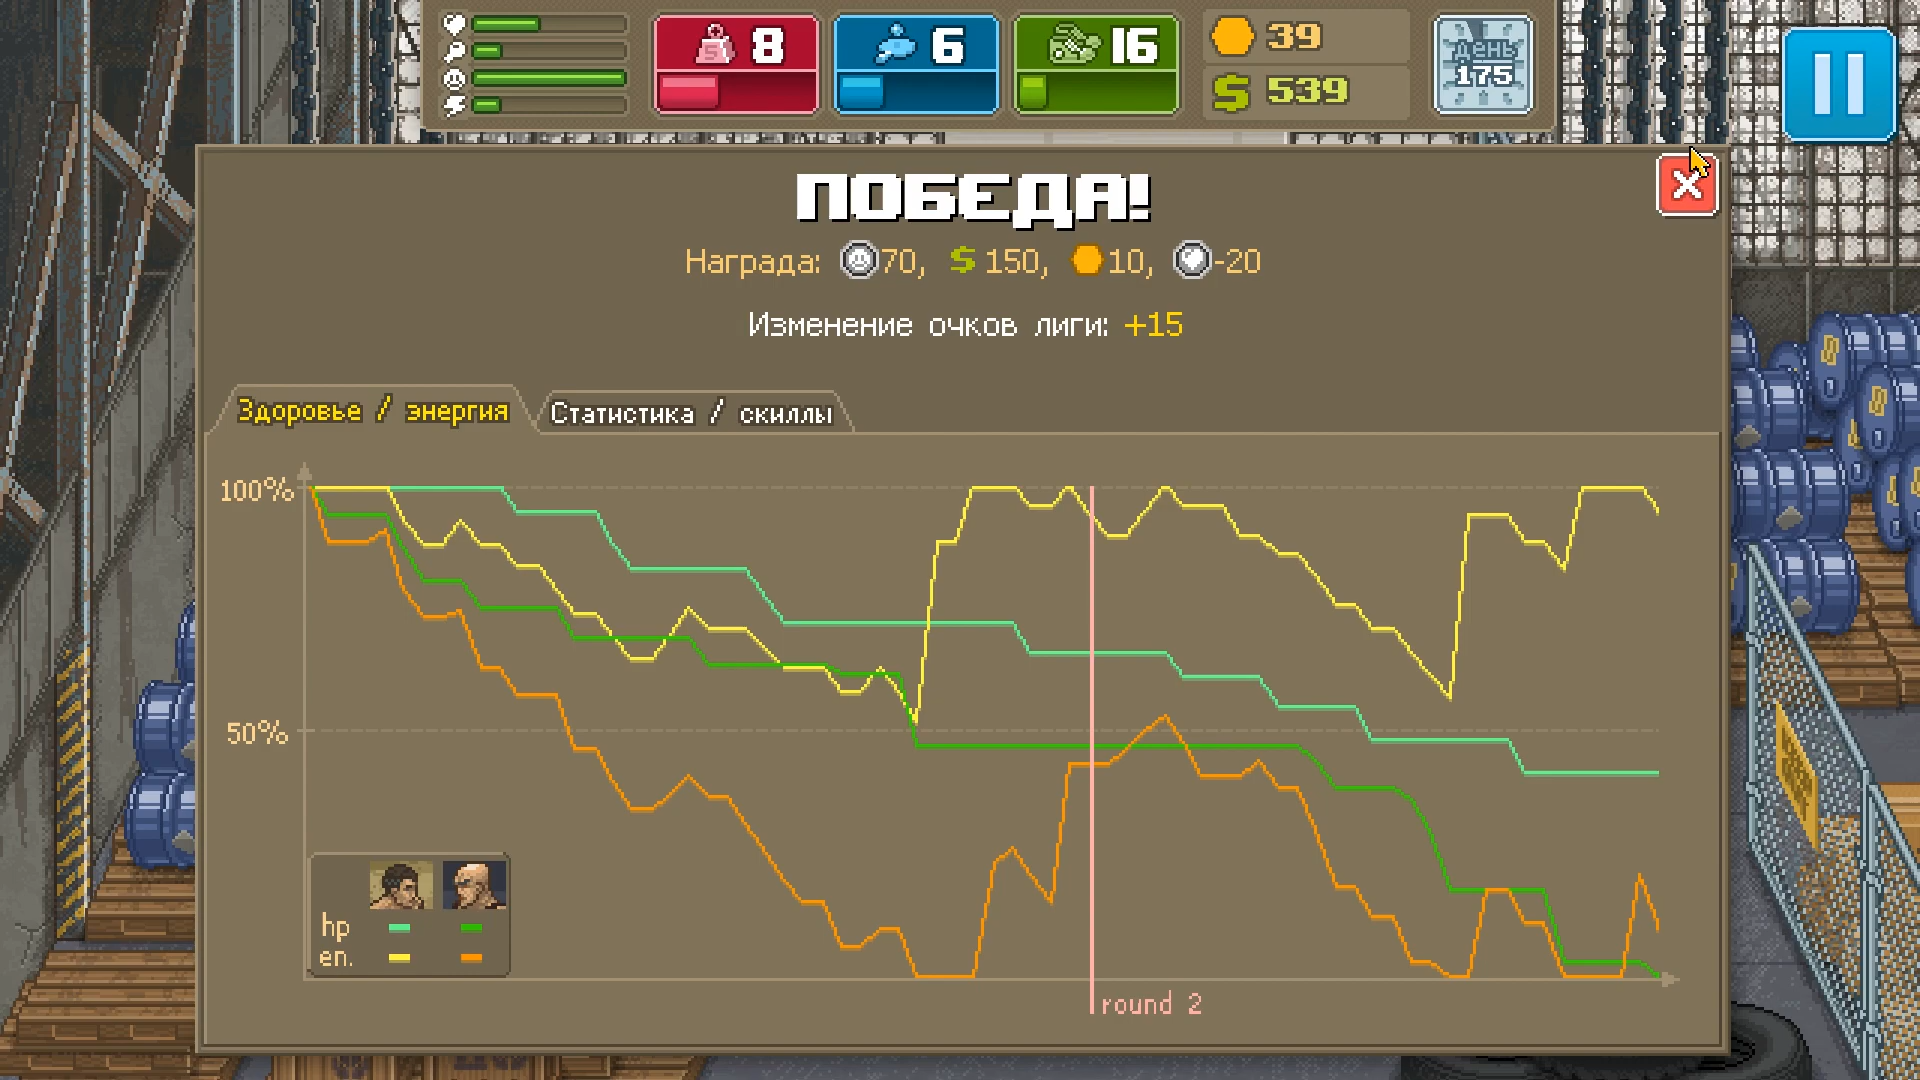 8
6
16
39
539
день
175
ПОБЕДА!
Награда: 70, $ 150, 10, -20
Изменение очков лиги: +15
Здоровье / энергия
Статистика / скиллы
100%
50%
hp
en.
round 2